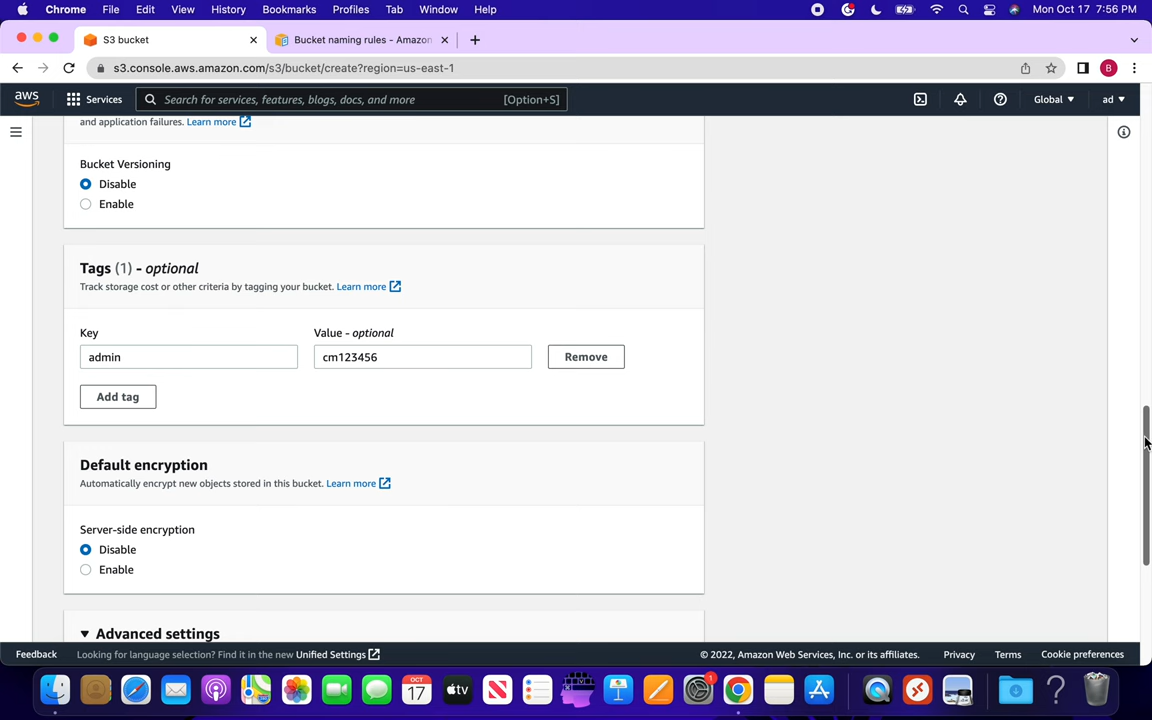 Chrome File Edit View History Bookmarks Profiles Tab Window Help Mon Oct 17 7:56 PM
S3 bucket Bucket naming rules - Amazon
s3.console.aws.amazon.com/s3/bucket/create?region=us-east-1 B
aws Services Search for services, features, blogs, docs, and more [Option+S] Global ad
and application failures. Learn more
Bucket Versioning
Disable
Enable
Tags (1) - optional
Track storage cost or other criteria by tagging your bucket. Learn more
Key Value - optional
admin cm123456 Remove
Add tag
Default encryption
Automatically encrypt new objects stored in this bucket. Learn more
Server-side encryption
Disable
Enable
Advanced settings
Feedback Looking for language selection? Find it in the new Unified Settings © 2022, Amazon Web Services, Inc. or its affiliates. Privacy Terms Cookie preferences
OCT
17 tv 1